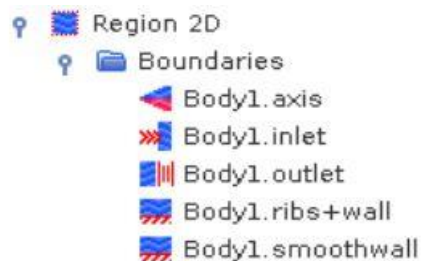 Region 2D
Boundaries
Body1.axis
Body1.inlet
Body1.outlet
Body1.ribs+wall
Body1.smoothwall